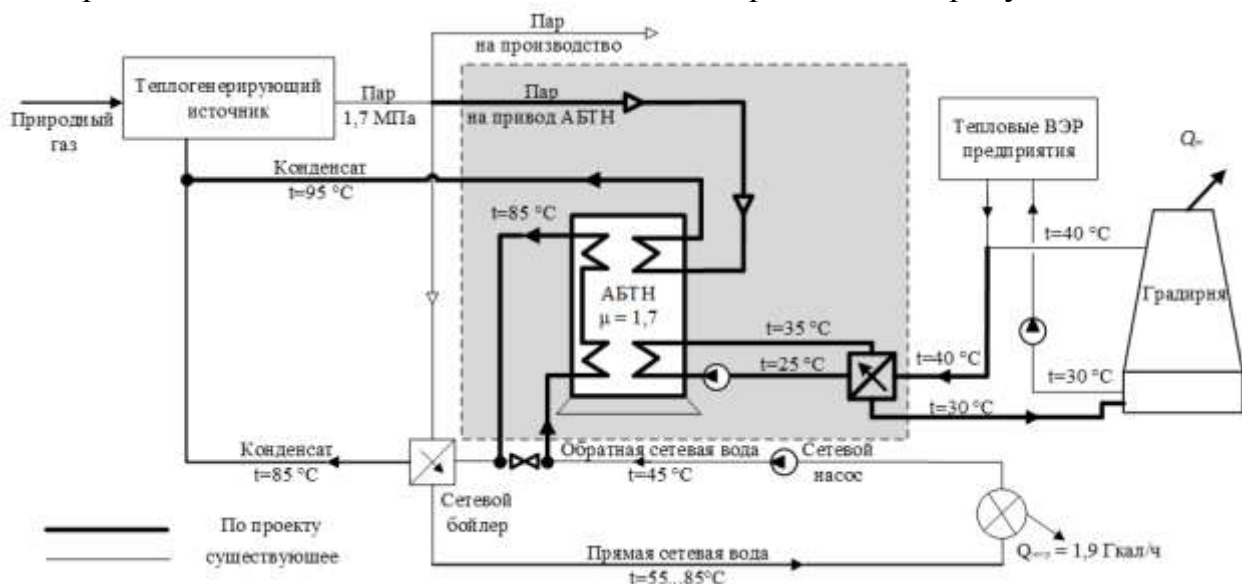 Пар
на производство
Теплогенерирующий
источник
Природный
газ
Пар
1,7 МПа
Пар
на привод АБТН
Тепловые ВЭР
предприятия
Конденсат
t=95 °C
t=85 °C
t=40 °C
Градирня
АБТН
μ = 1,7
t=35 °C
t=25 °C
t=40 °C
t=30 °C
t=30 °C
Конденсат
t=85 °C
Обратная сетевая вода
t=45°C
Сетевой
насос
Сетевой
бойлер
По проекту
существующее
Прямая сетевая вода
t=55...85°C
= 1,9 Гкал/ч